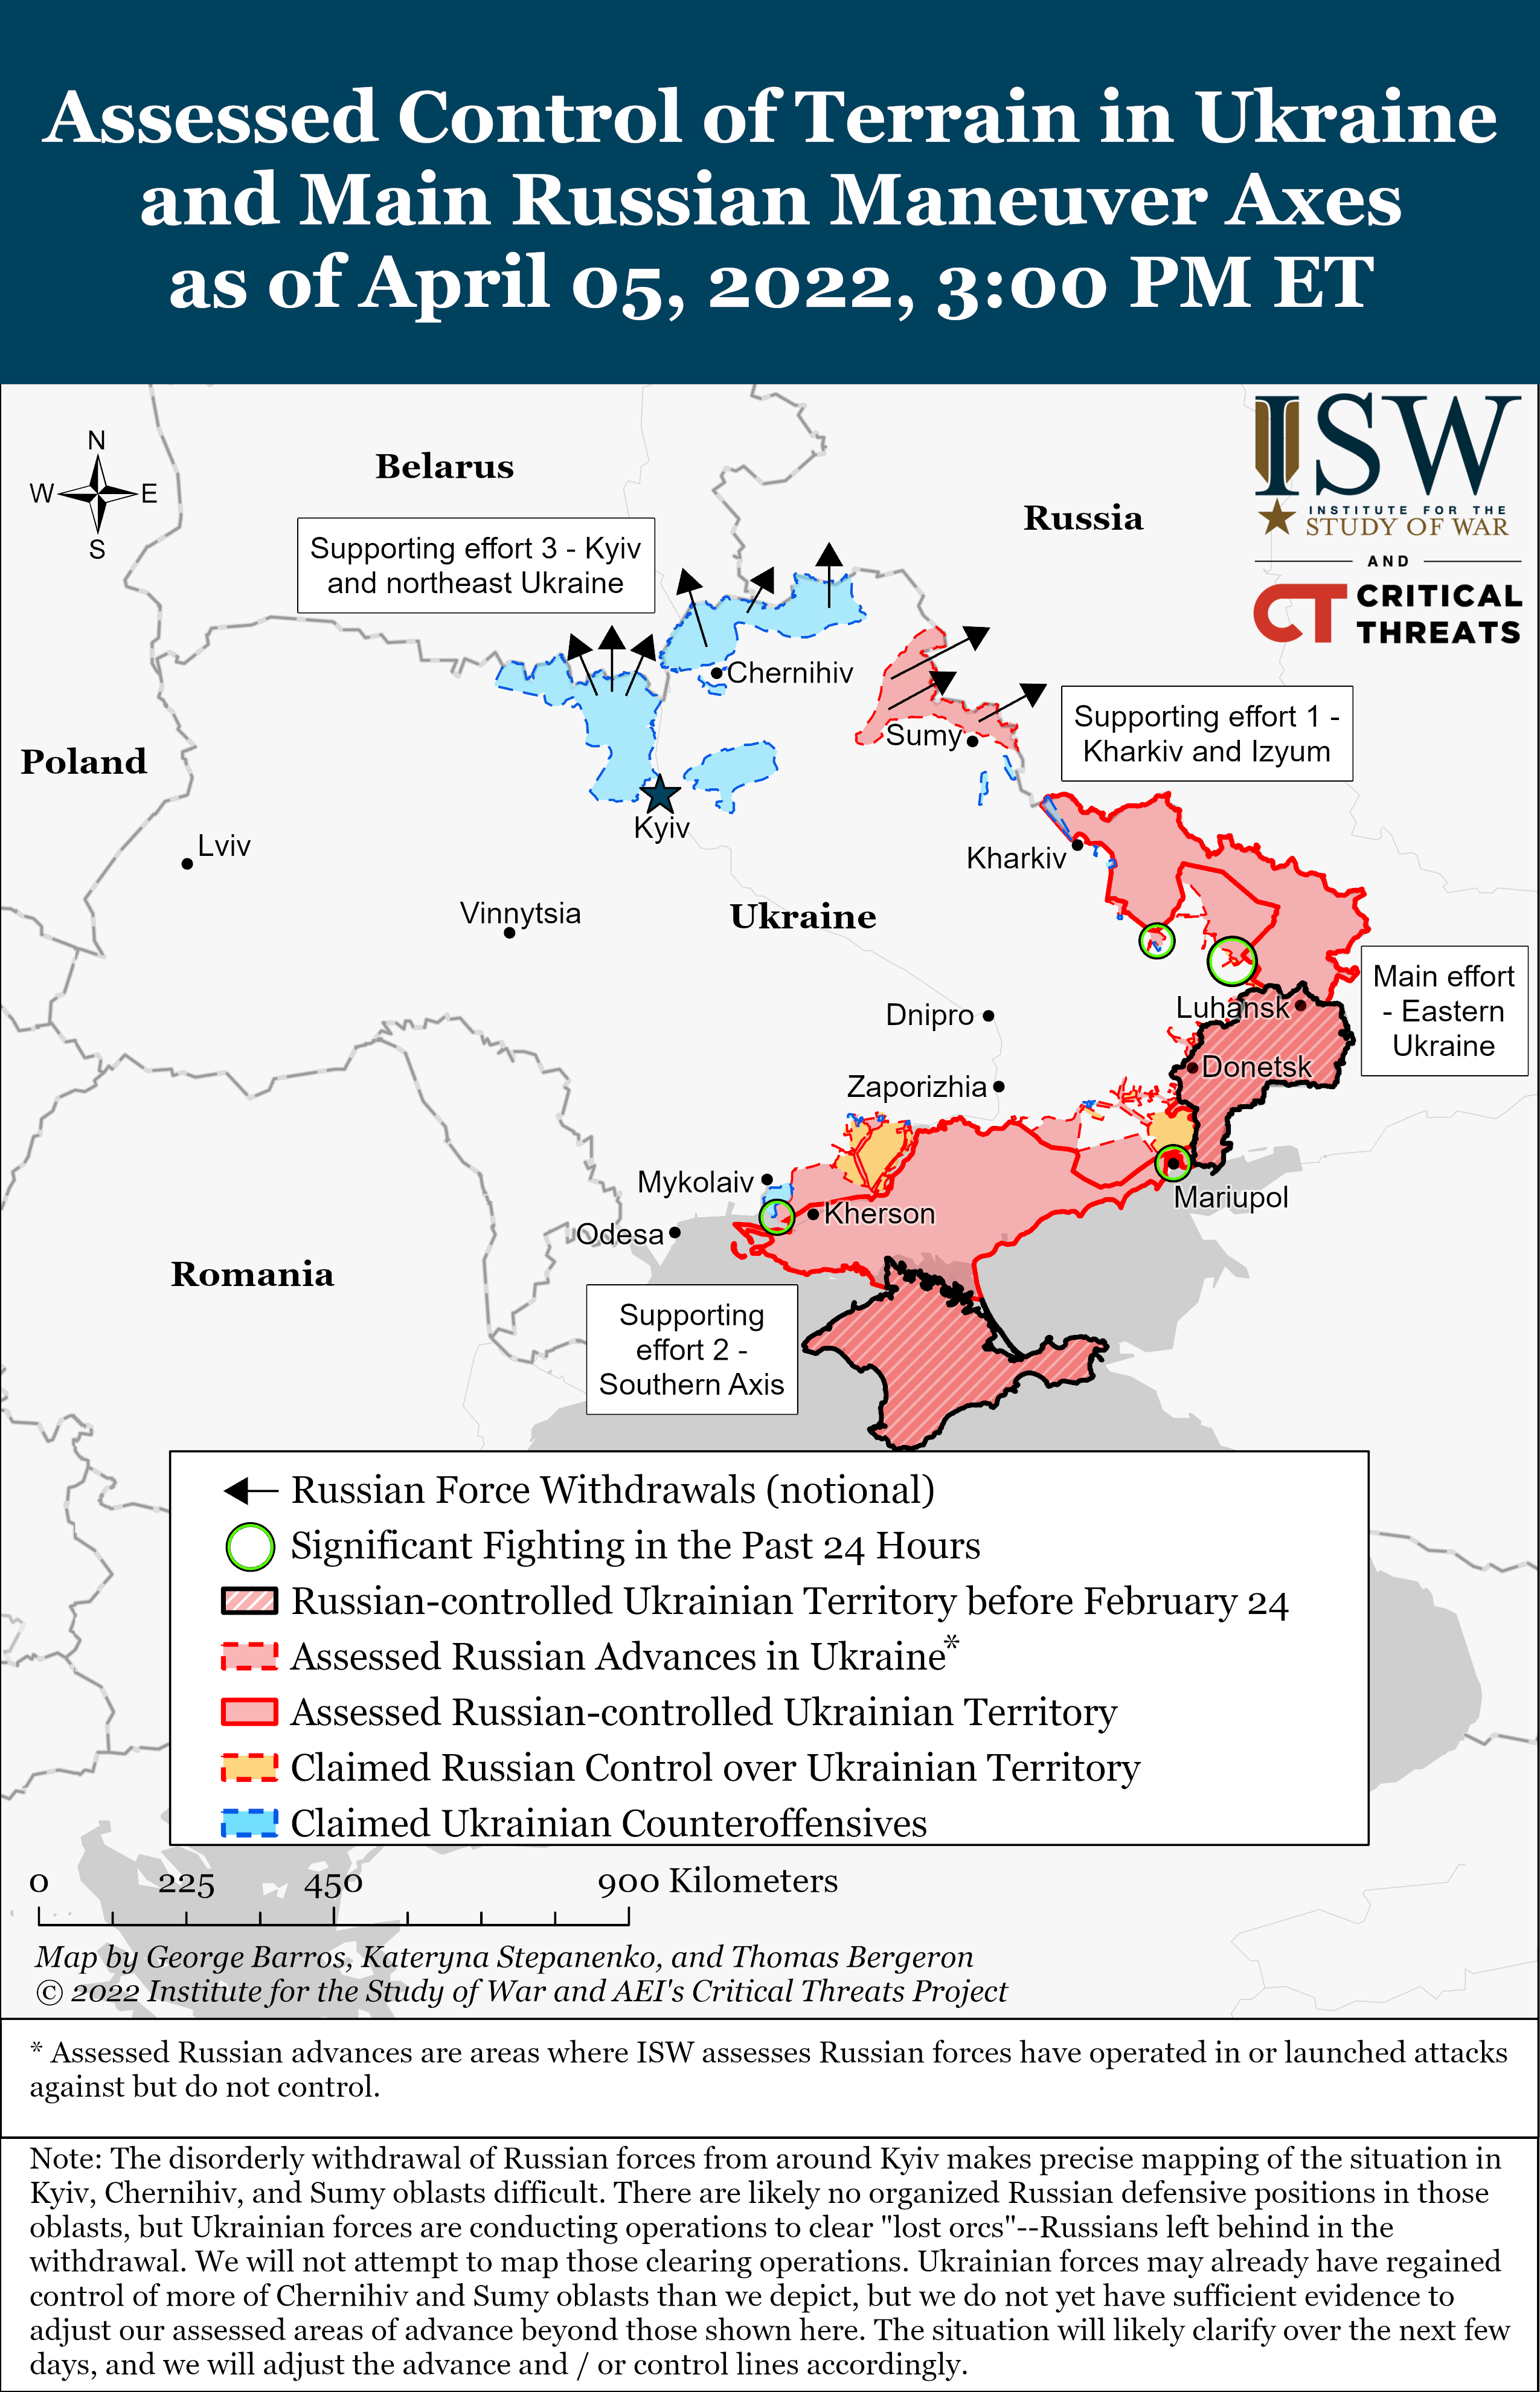 Assessed Control of Terrain in Ukraine
and Main Russian Maneuver Axes
as of April 05, 2022, 3:00 PM ET
N
W
E
S
Belarus
Russia
ISW
INSTITUTE FOR THE
STUDY OF WAR
AND
CT CRITICAL
THREATS
Supporting effort 3 - Kyiv
and northeast Ukraine
Chernihiv
Supporting effort 1 -
Kharkiv and Izyum
Sumy
Poland
Kyiv
Lviv
Kharkiv
Vinnytsia
Ukraine
Main effort
- Eastern
Ukraine
Luhansk
Dnipro
Donetsk
Zaporizhia
Mykolaiv
Mariupol
Kherson
Odesa
Romania
Supporting
effort 2 -
Southern Axis
Russian Force Withdrawals (notional)
Significant Fighting in the Past 24 Hours
Russian-controlled Ukrainian Territory before February 24
Assessed Russian Advances in Ukraine*
Assessed Russian-controlled Ukrainian Territory
Claimed Russian Control over Ukrainian Territory
Claimed Ukrainian Counteroffensives
0 225 450 900 Kilometers
Map by George Barros, Kateryna Stepanenko, and Thomas Bergeron
© 2022 Institute for the Study of War and AEI's Critical Threats Project
* Assessed Russian advances are areas where ISW assesses Russian forces have operated in or launched attacks
against but do not control.
Note: The disorderly withdrawal of Russian forces from around Kyiv makes precise mapping of the situation in
Kyiv, Chernihiv, and Sumy oblasts difficult. There are likely no organized Russian defensive positions in those
oblasts, but Ukrainian forces are conducting operations to clear "lost orcs"--Russians left behind in the
withdrawal. We will not attempt to map those clearing operations. Ukrainian forces may already have regained
control of more of Chernihiv and Sumy oblasts than we depict, but we do not yet have sufficient evidence to
adjust our assessed areas of advance beyond those shown here. The situation will likely clarify over the next few
days, and we will adjust the advance and / or control lines accordingly.